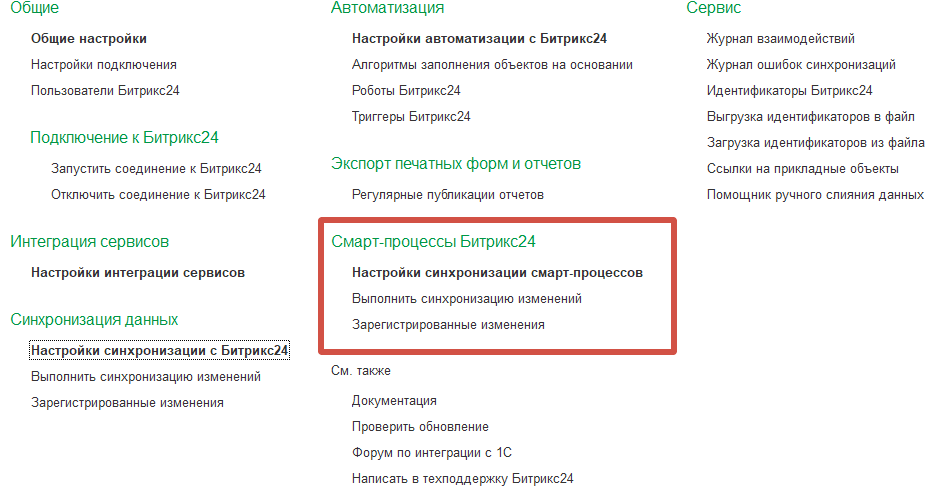 Общие
Общие настройки
Настройки подключения
Пользователи Битрикс24
Подключение к Битрикс24
Запустить соединение к Битрикс24
Отключить соединение к Битрикс24
Интеграция сервисов
Настройки интеграции сервисов
Синхронизация данных
Настройки синхронизации с Битрикс24
Выполнить синхронизацию изменений
Зарегистрированные изменения
Автоматизация
Настройки автоматизации с Битрикс24
Алгоритмы заполнения объектов на основании
Роботы Битрикс24
Триггеры Битрикс24
Экспорт печатных форм и отчетов
Регулярные публикации отчетов
Смарт-процессы Битрикс24
Настройки синхронизации смарт-процессов
Выполнить синхронизацию изменений
Зарегистрированные изменения
См. также
Документация
Проверить обновление
Форум по интеграции с 1С
Написать в техподдержку Битрикс24
Сервис
Журнал взаимодействий
Журнал ошибок синхронизаций
Идентификаторы Битрикс24
Выгрузка идентификаторов в файл
Загрузка идентификаторов из файла
Ссылки на прикладные объекты
Помощник ручного слияния данных